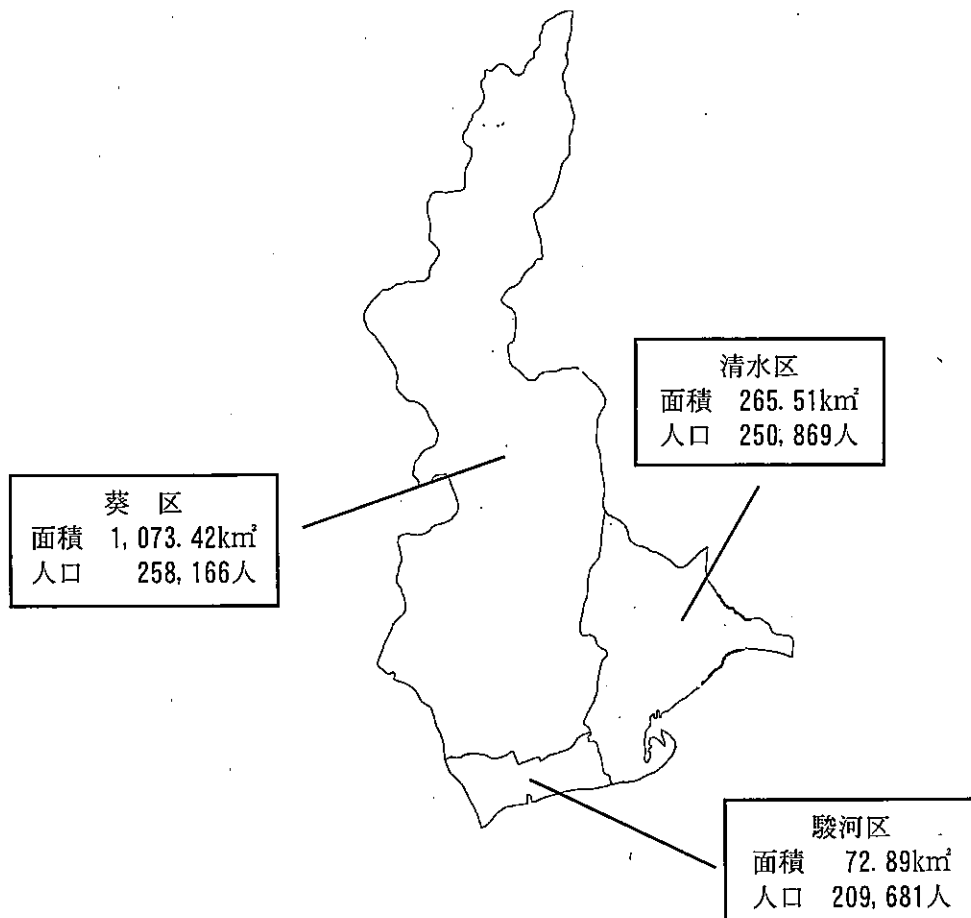 清水区
面積 265.51km²
人口 250,869人
葵 区
面積 1,073.42km²
人口 258,166人
駿河区
面積 72.89km²
人口 209,681人